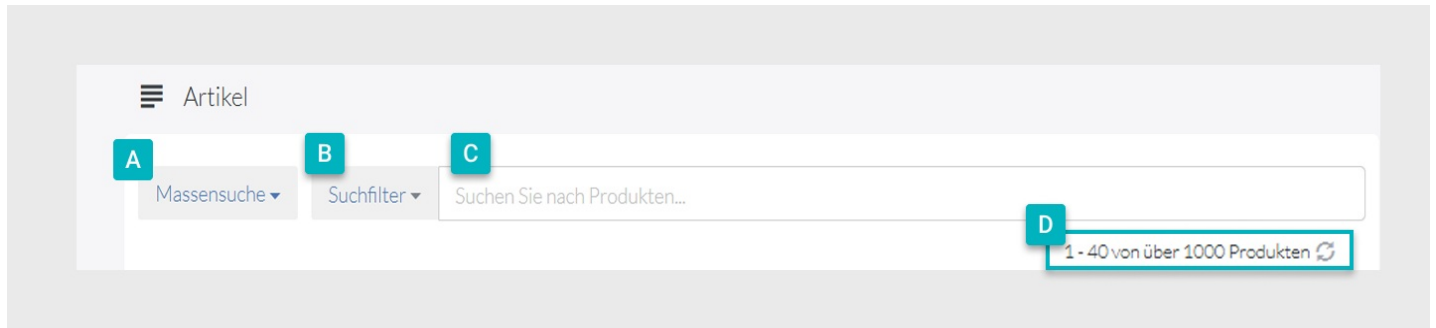 Artikel
A
B
C
Massensuche
Suchfilter
Suchen Sie nach Produkten...
D
1 - 40 von über 1000 Produkten